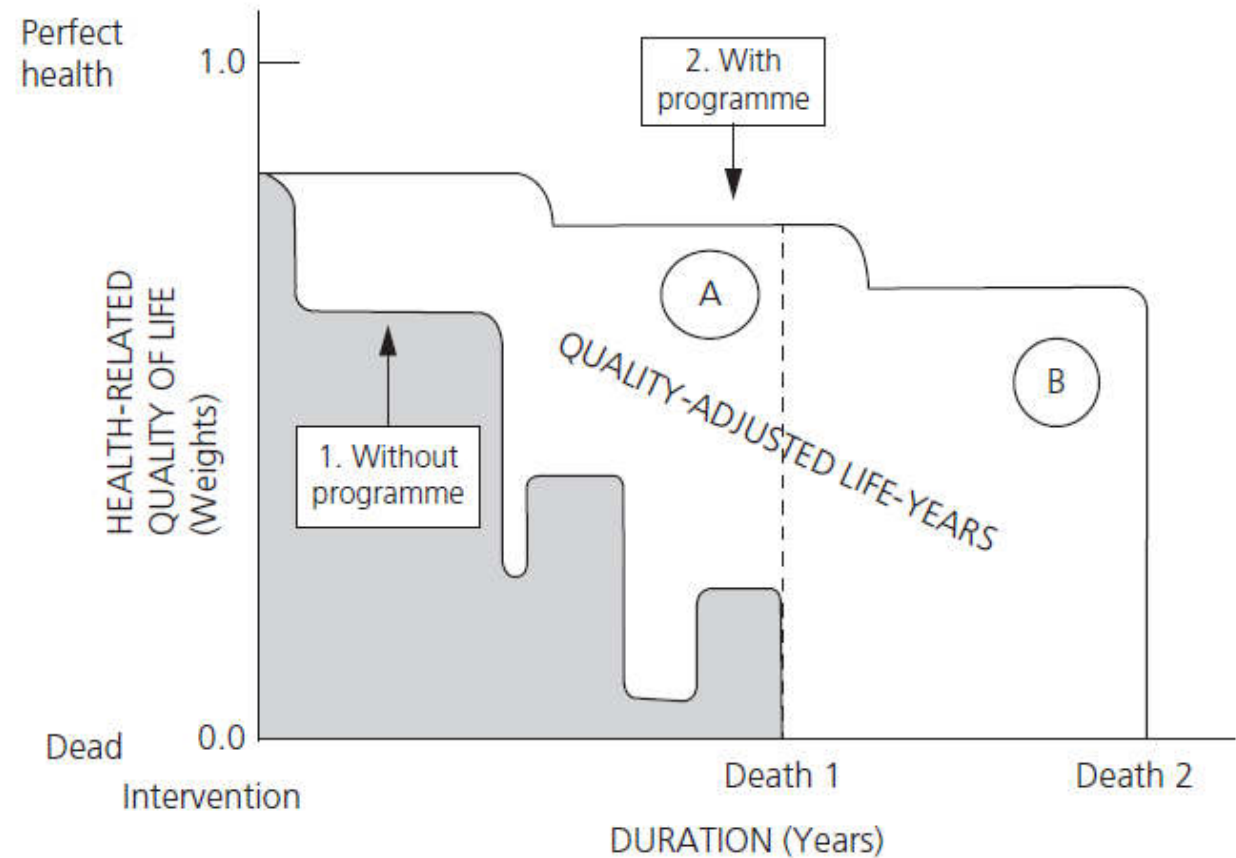 Perfect
health
1.0
2. With
programme
A
B
QUALITY-ADJUSTED LIFE-YEARS
HEALTH-RELATED
QUALITY OF LIFE
(Weights)
1. Without
programme
Dead
0.0
Intervention
Death 1
Death 2
DURATION (Years)